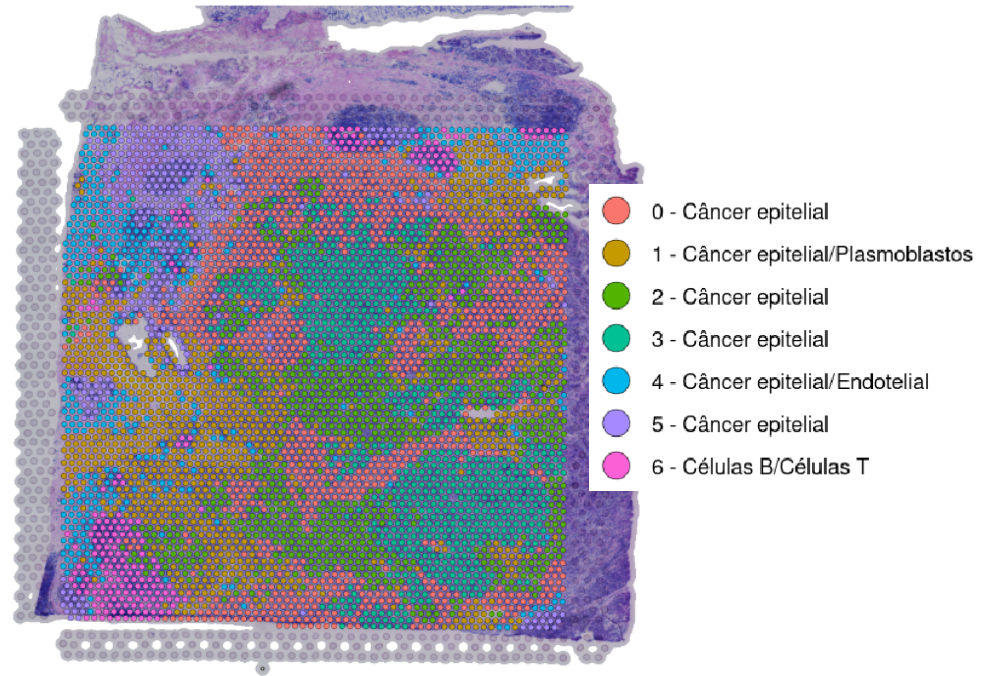 0 - Câncer epitelial
1 - Câncer epitelial/Plasmoblastos
2 - Câncer epitelial
3 - Câncer epitelial
4 - Câncer epitelial/Endotelial
5 - Câncer epitelial
6 - Células B/Células T